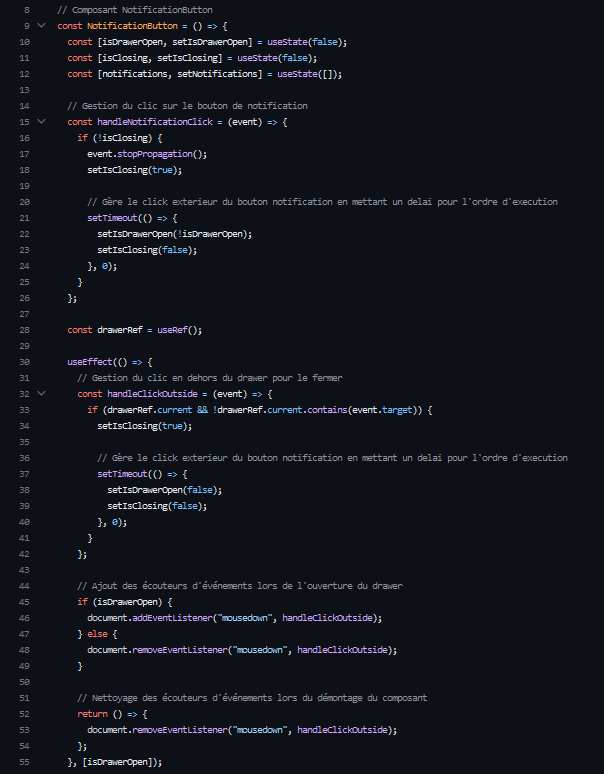 8 // Composant NotificationButton
9 const NotificationButton = () => {
10 const [isDrawerOpen, setIsDrawerOpen] = useState(false);
11 const [isClosing, setIsClosing] = useState(false);
12 const [notifications, setNotifications] = useState([]);
13
14 // Gestion du clic sur le bouton de notification
15 const handleNotificationClick = (event) => {
16 if (!isClosing) {
17 event.stopPropagation();
18 setIsClosing(true);
19
20 // Gère le click exterieur du bouton notification en mettant un delai pour l'ordre d'execution
21 setTimeout(() => {
22 setIsDrawerOpen(!isDrawerOpen);
23 setIsClosing(false);
24 }, 0);
25 }
26 };
27
28 const drawerRef = useRef();
29
30 useEffect(() => {
31 // Gestion du clic en dehors du drawer pour le fermer
32 const handleClickOutside = (event) => {
33 if (drawerRef.current && !drawerRef.current.contains(event.target)) {
34 setIsClosing(true);
35
36 // Gère le click exterieur du bouton notification en mettant un delai pour l'ordre d'execution
37 setTimeout(() => {
38 setIsDrawerOpen(false);
39 setIsClosing(false);
40 }, 0);
41 }
42 };
43
44 // Ajout des écouteurs d'événements lors de l'ouverture du drawer
45 if (isDrawerOpen) {
46 document.addEventListener("mousedown", handleClickOutside);
47 } else {
48 document.removeEventListener("mousedown", handleClickOutside);
49 }
50
51 // Nettoyage des écouteurs d'événements lors du démontage du composant
52 return () => {
53 document.removeEventListener("mousedown", handleClickOutside);
54 };
55 }, [isDrawerOpen]);